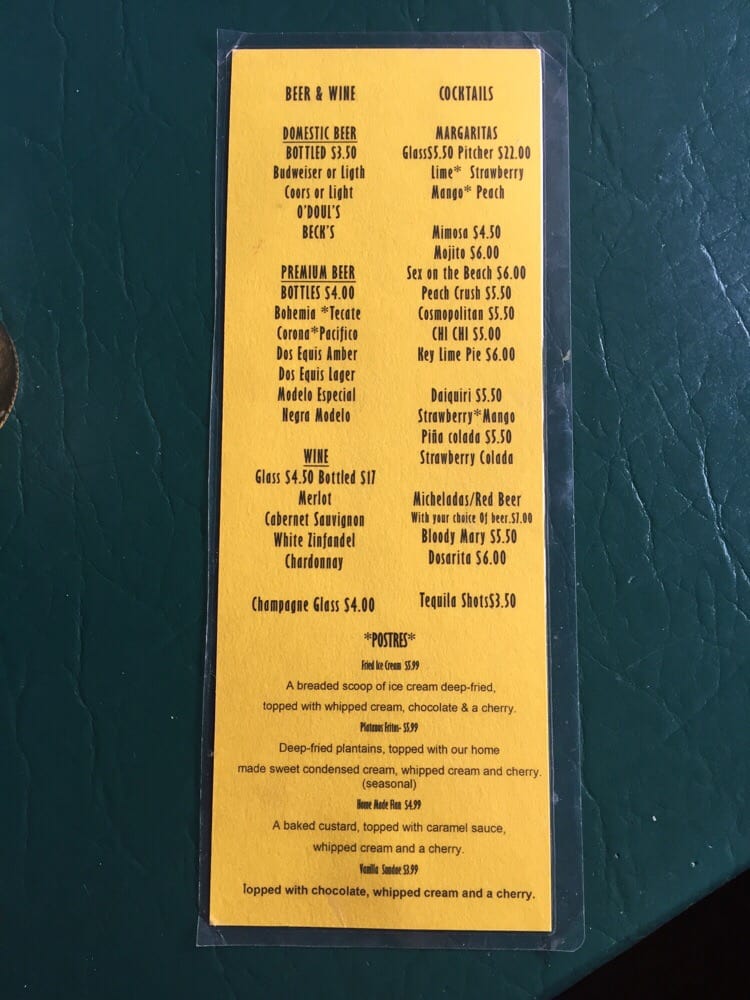 BEER & WINE
DOMESTIC BEER
BOTTLED $3.50
Budweiser or Ligth
Coors or Light
O'DOUL'S
BECK'S
PREMIUM BEER
BOTTLES $4.00
Bohemia *Tecate
Corona*Pacifico
Dos Equis Amber
Dos Equis Lager
Modelo Especial
Negra Modelo
WINE
Glass $4.50 Bottled $17
Merlot
Cabernet Sauvignon
White Zinfandel
Chardonnay
Champagne Glass $4.00
COCKTAILS
MARGARITAS
Glass$5.50 Pitcher $22.00
Lime* Strawberry
Mango* Peach
Mimosa $4.50
Mojito $6.00
Sex on the Beach $6.00
Peach Crush $5.50
Cosmopolitan $5.50
CHI CHI $5.00
Key Lime Pie $6.00
Daiquiri $5.50
Strawberry*Mango
Piña colada $5.50
Strawberry Colada
Micheladas/Red Beer
With your choice Of beer.$7.00
Bloody Mary $5.50
Dosarita $6.00
Tequila Shots$3.50
*POSTRES*
Fried Ice Cream $5.99
A breaded scoop of ice cream deep-fried,
topped with whipped cream, chocolate & a cherry.
Platanos Fritos- $5.99
Deep-fried plantains, topped with our home
made sweet condensed cream, whipped cream and cherry.
(seasonal)
Home Made Flan $4.99
A baked custard, topped with caramel sauce,
whipped cream and a cherry.
Vanilla Sundae $3.99
Topped with chocolate, whipped cream and a cherry.